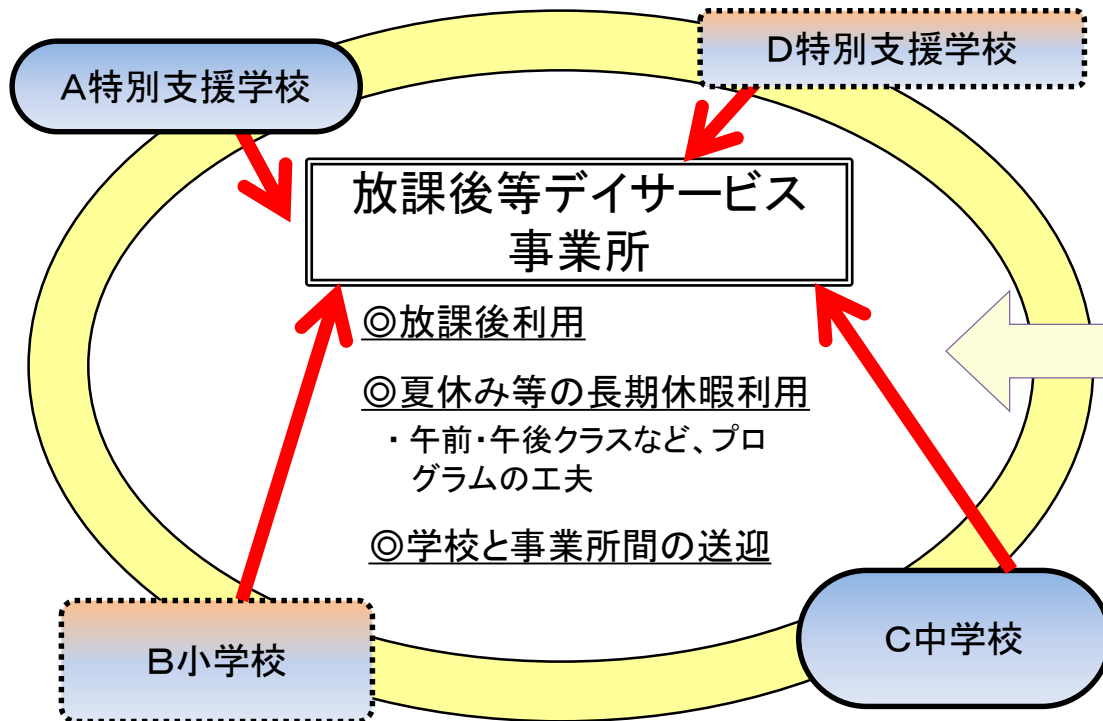 A特別支援学校
D特別支援学校
放課後等デイサービス
事業所
◎放課後利用
◎夏休み等の長期休暇利用
・午前・午後クラスなど、プロ
グラムの工夫
◎学校と事業所間の送迎
B小学校
C中学校